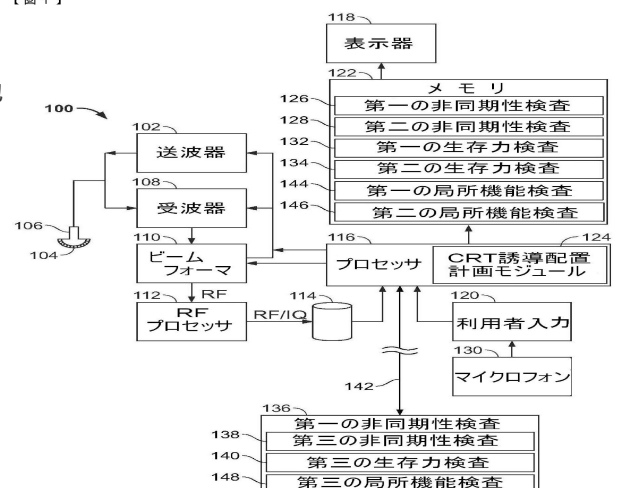 【図1】
118
表示器
122
メモリ
126
第一の非同期性検査
128
第二の非同期性検査
132
第一の生存力検査
134
第二の生存力検査
144
第一の局所機能検査
146
第二の局所機能検査
100
102
送波器
108
受波器
106
104
110
ビーム
フォーマ
116
プロセッサ
124
CRT誘導配置
計画モジュール
112
RF
RF
プロセッサ
RF/IQ
114
120
利用者入力
130
マイクロフォン
142
136
第一の非同期性検査
138
第三の非同期性検査
140
第三の生存力検査
148
第三の局所機能検査